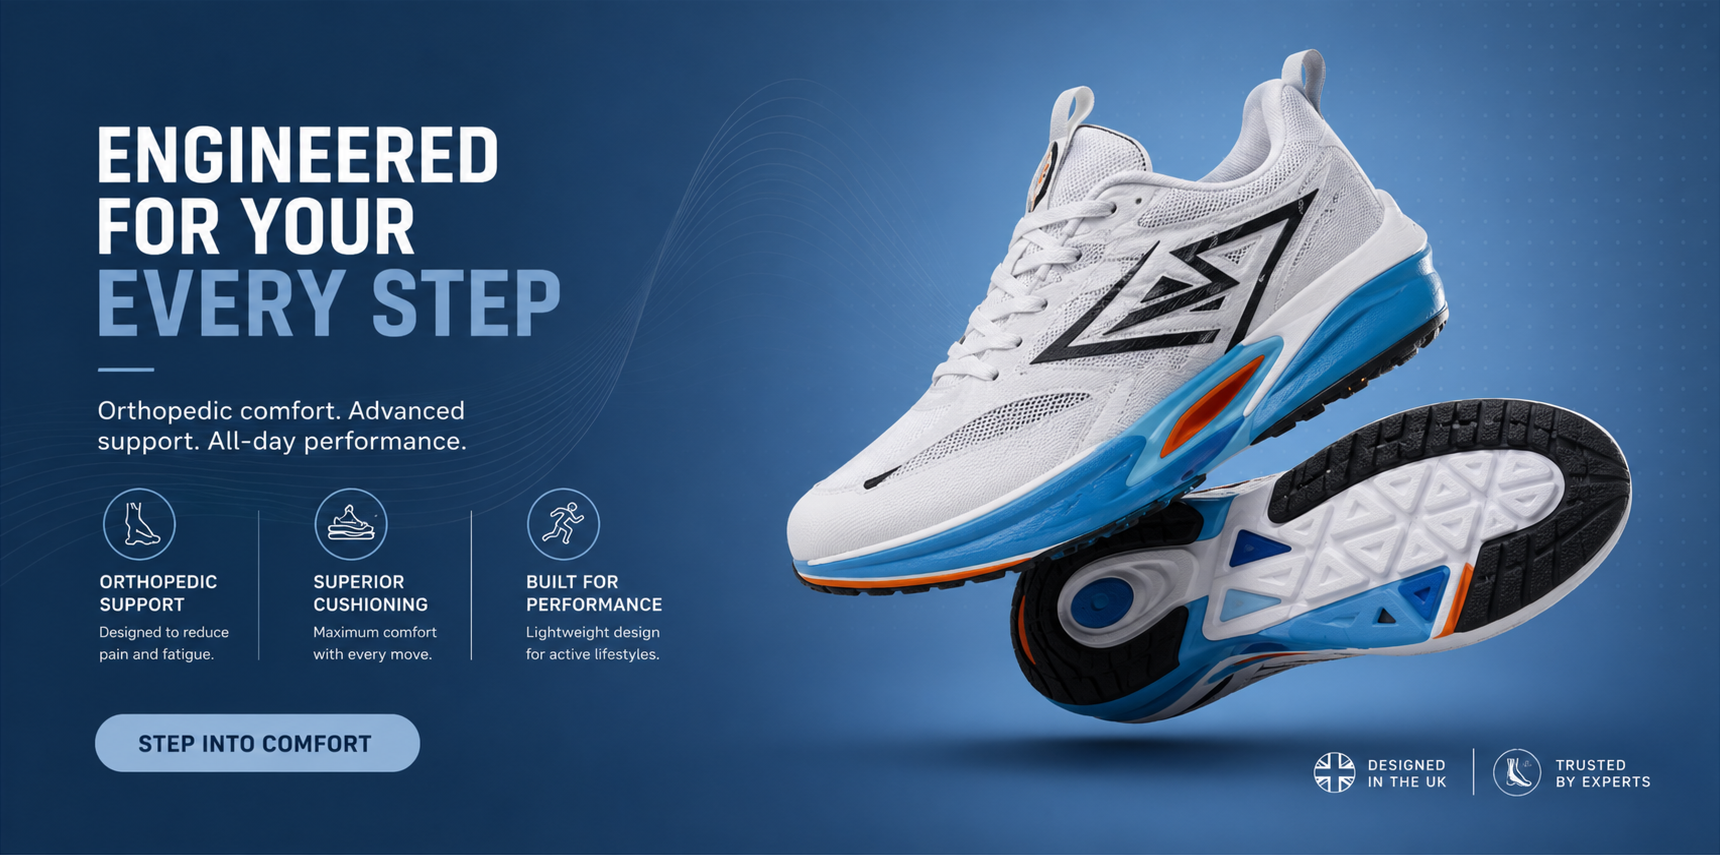 ENGINEERED
FOR YOUR
EVERY STEP
Orthopedic comfort. Advanced
support. All-day performance.
ORTHOPEDIC
SUPPORT
Designed to reduce
pain and fatigue.
SUPERIOR
CUSHIONING
Maximum comfort
with every move.
BUILT FOR
PERFORMANCE
Lightweight design
for active lifestyles.
STEP INTO COMFORT
DESIGNED
IN THE UK
TRUSTED
BY EXPERTS